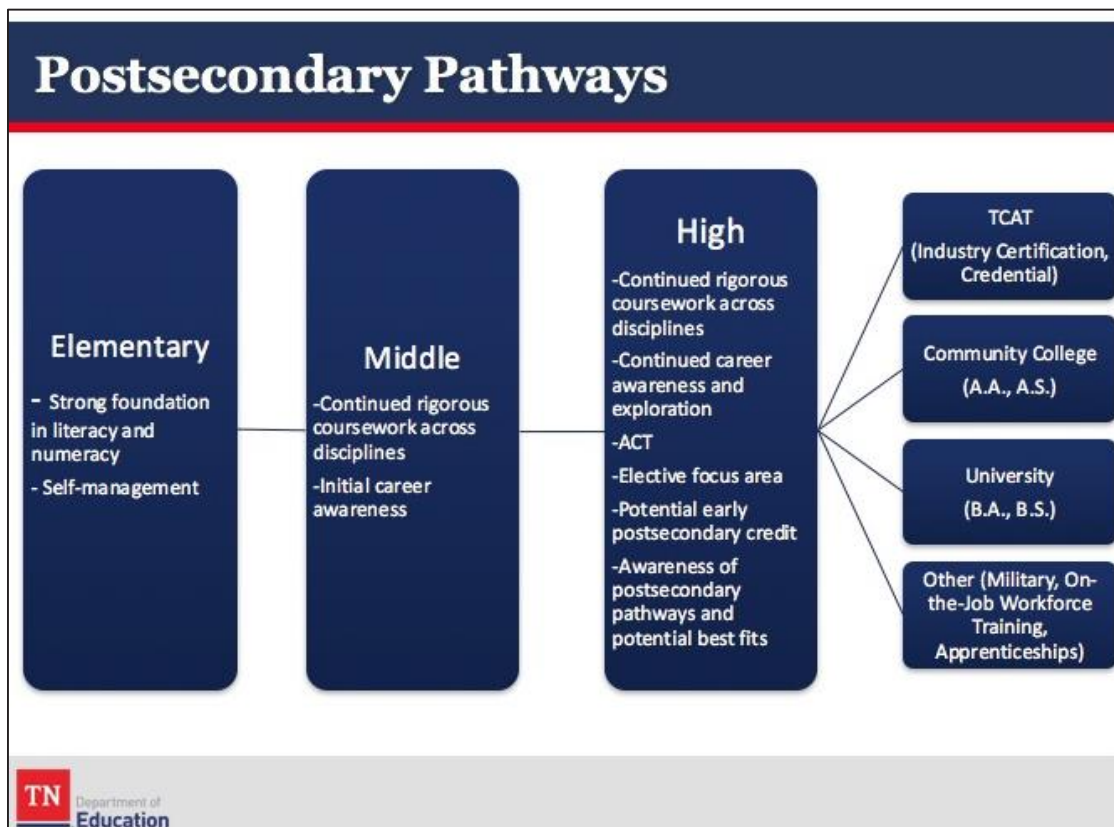 Postsecondary Pathways
Elementary
- Strong foundation
in literacy and
numeracy
- Self-management
Middle
-Continued rigorous
coursework across
disciplines
-Initial career
awareness
High
-Continued rigorous
coursework across
disciplines
-Continued career
awareness and
exploration
-ACT
-Elective focus area
-Potential early
postsecondary credit
-Awareness of
postsecondary
pathways and
potential best fits
TCAT
(Industry Certification,
Credential)
Community College
(A.A., A.S.)
University
(B.A., B.S.)
Other (Military, On-
the-Job Workforce
Training,
Apprenticeships)
TN
Department of
Education